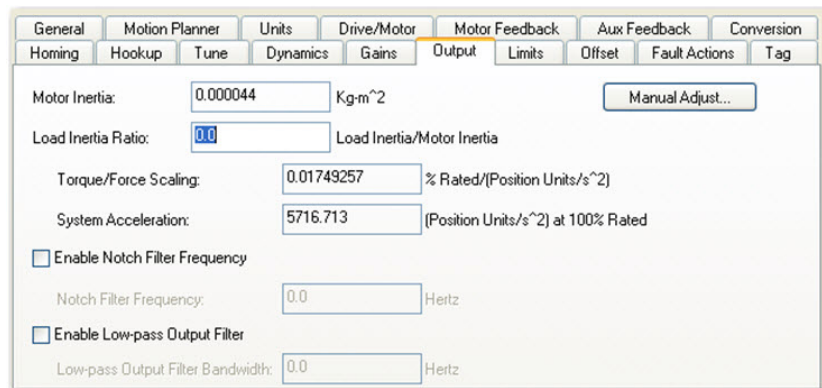 General Motion Planner Units Drive/Motor Motor Feedback Aux Feedback Conversion
Homing Hookup Tune Dynamics Gains Output Limits Offset Fault Actions Tag
Motor Inertia: 0.000044 Kg-m^2 Manual Adjust...
Load Inertia Ratio: 0.0 Load Inertia/Motor Inertia
Torque/Force Scaling: 0.01749257 % Rated/(Position Units/s^2)
System Acceleration: 5716.713 (Position Units/s^2) at 100% Rated
Enable Notch Filter Frequency
Notch Filter Frequency: 0.0 Hertz
Enable Low-pass Output Filter
Low-pass Output Filter Bandwidth: 0.0 Hertz